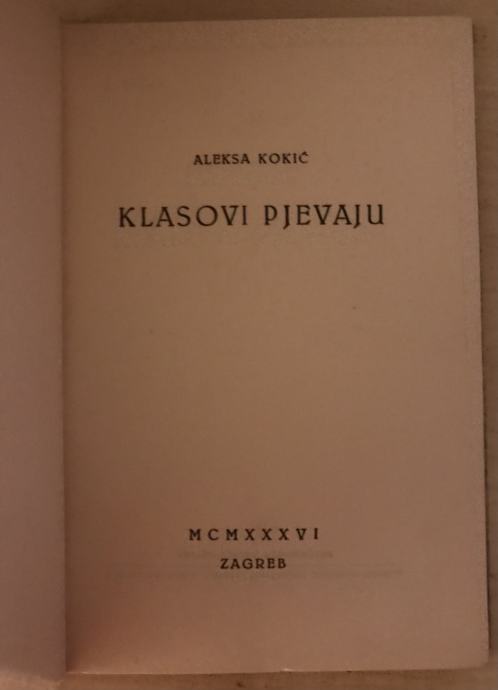 ALEKSA KOKIĆ
KLASOVI PJEVAJU
MCMXXXVI
ZAGREB